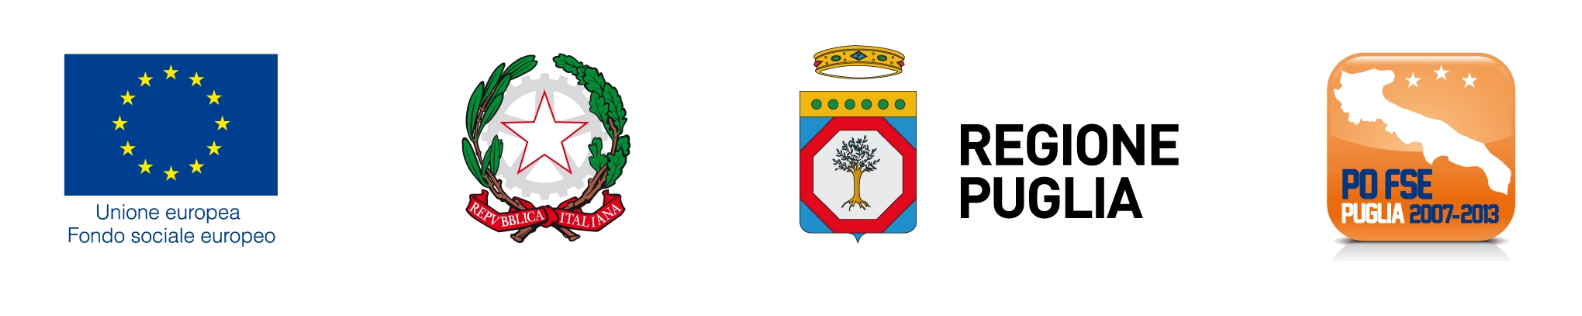 Unione europea
Fondo sociale europeo
REPVBBLICA ITALIANA
REGIONE
PUGLIA
PO FSE
PUGLIA 2007-2013